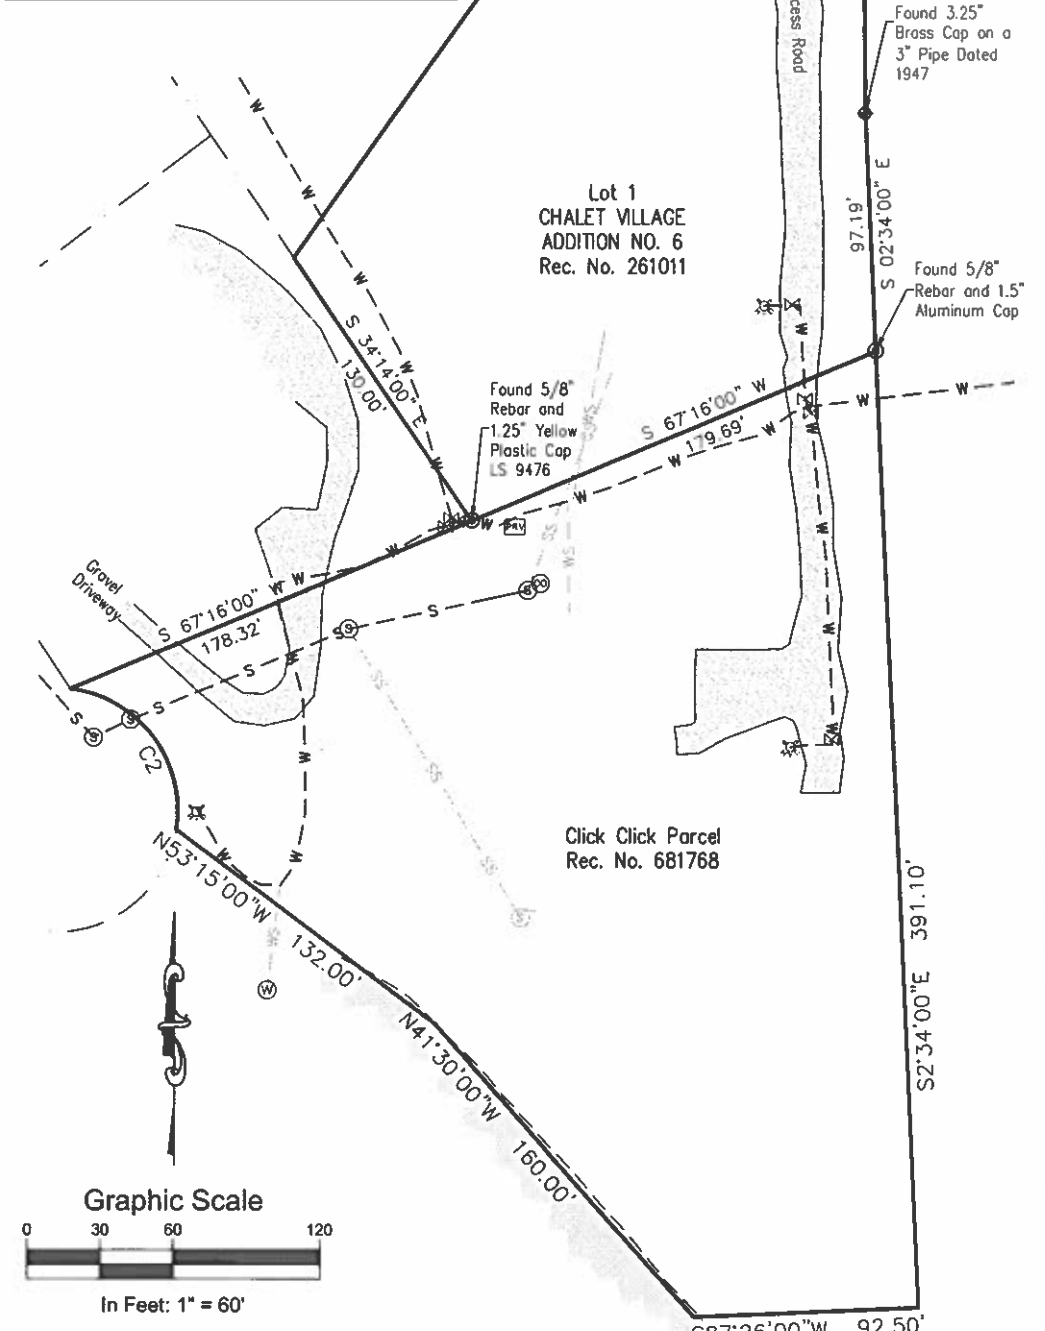 Found 3.25"
Brass Cap on a
3" Pipe Dated
1947
cess Road
Lot 1
CHALET VILLAGE
ADDITION NO. 6
Rec. No. 261011
97.19'
S 02°34'00" E
Found 5/8"
Rebar and 1.5"
Aluminum Cap
S 34°14'00" E
130.00'
Found 5/8"
Rebar and
1.25" Yellow
Plastic Cap
LS 9476
S 67°16'00" W
179.69'
PRV
Gravel
Driveway
S 67°16'00" W
178.32'
C2
Click Click Parcel
Rec. No. 681768
N53°15'00"W
132.00'
N41°30'00"W
160.00'
S2°34'00"E 391.10'
Graphic Scale
0 30 60 120
In Feet: 1" = 60'
92.50'